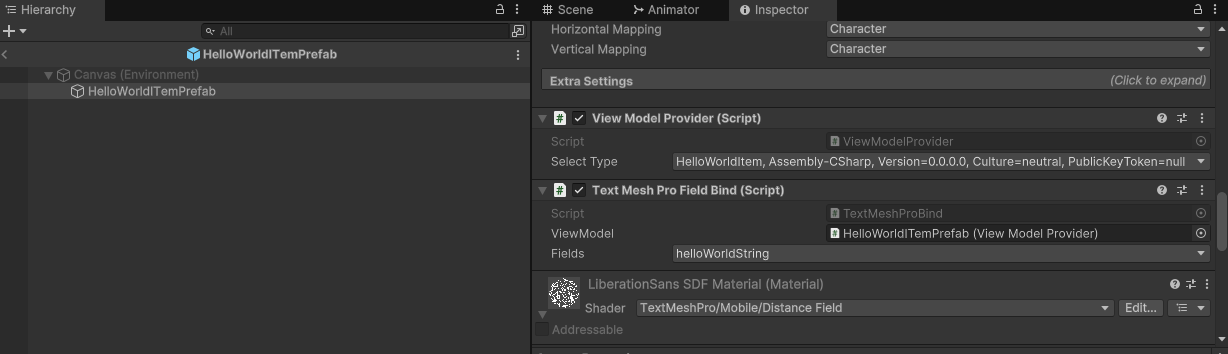 Hierarchy
All
HelloWorldITemPrefab
Canvas (Environment)
HelloWorldITemPrefab
Scene
Animator
Inspector
Horizontal Mapping
Character
Vertical Mapping
Character
Extra Settings
(Click to expand)
View Model Provider (Script)
Script
ViewModelProvider
Select Type
HelloWorldItem, Assembly-CSharp, Version=0.0.0.0, Culture=neutral, PublicKeyToken=null
Text Mesh Pro Field Bind (Script)
Script
TextMeshProBind
ViewModel
HelloWorldITemPrefab (View Model Provider)
Fields
helloWorldString
LiberationSans SDF Material (Material)
Shader
TextMeshPro/Mobile/Distance Field
Edit...
Addressable